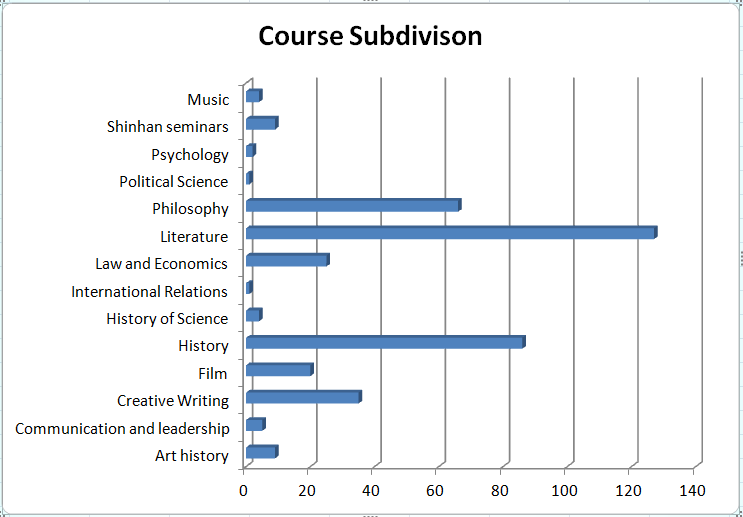 Course Subdivison
Music
Shinhan seminars
Psychology
Political Science
Philosophy
Literature
Law and Economics
International Relations
History of Science
History
Film
Creative Writing
Communication and leadership
Art history
0 20 40 60 80 100 120 140